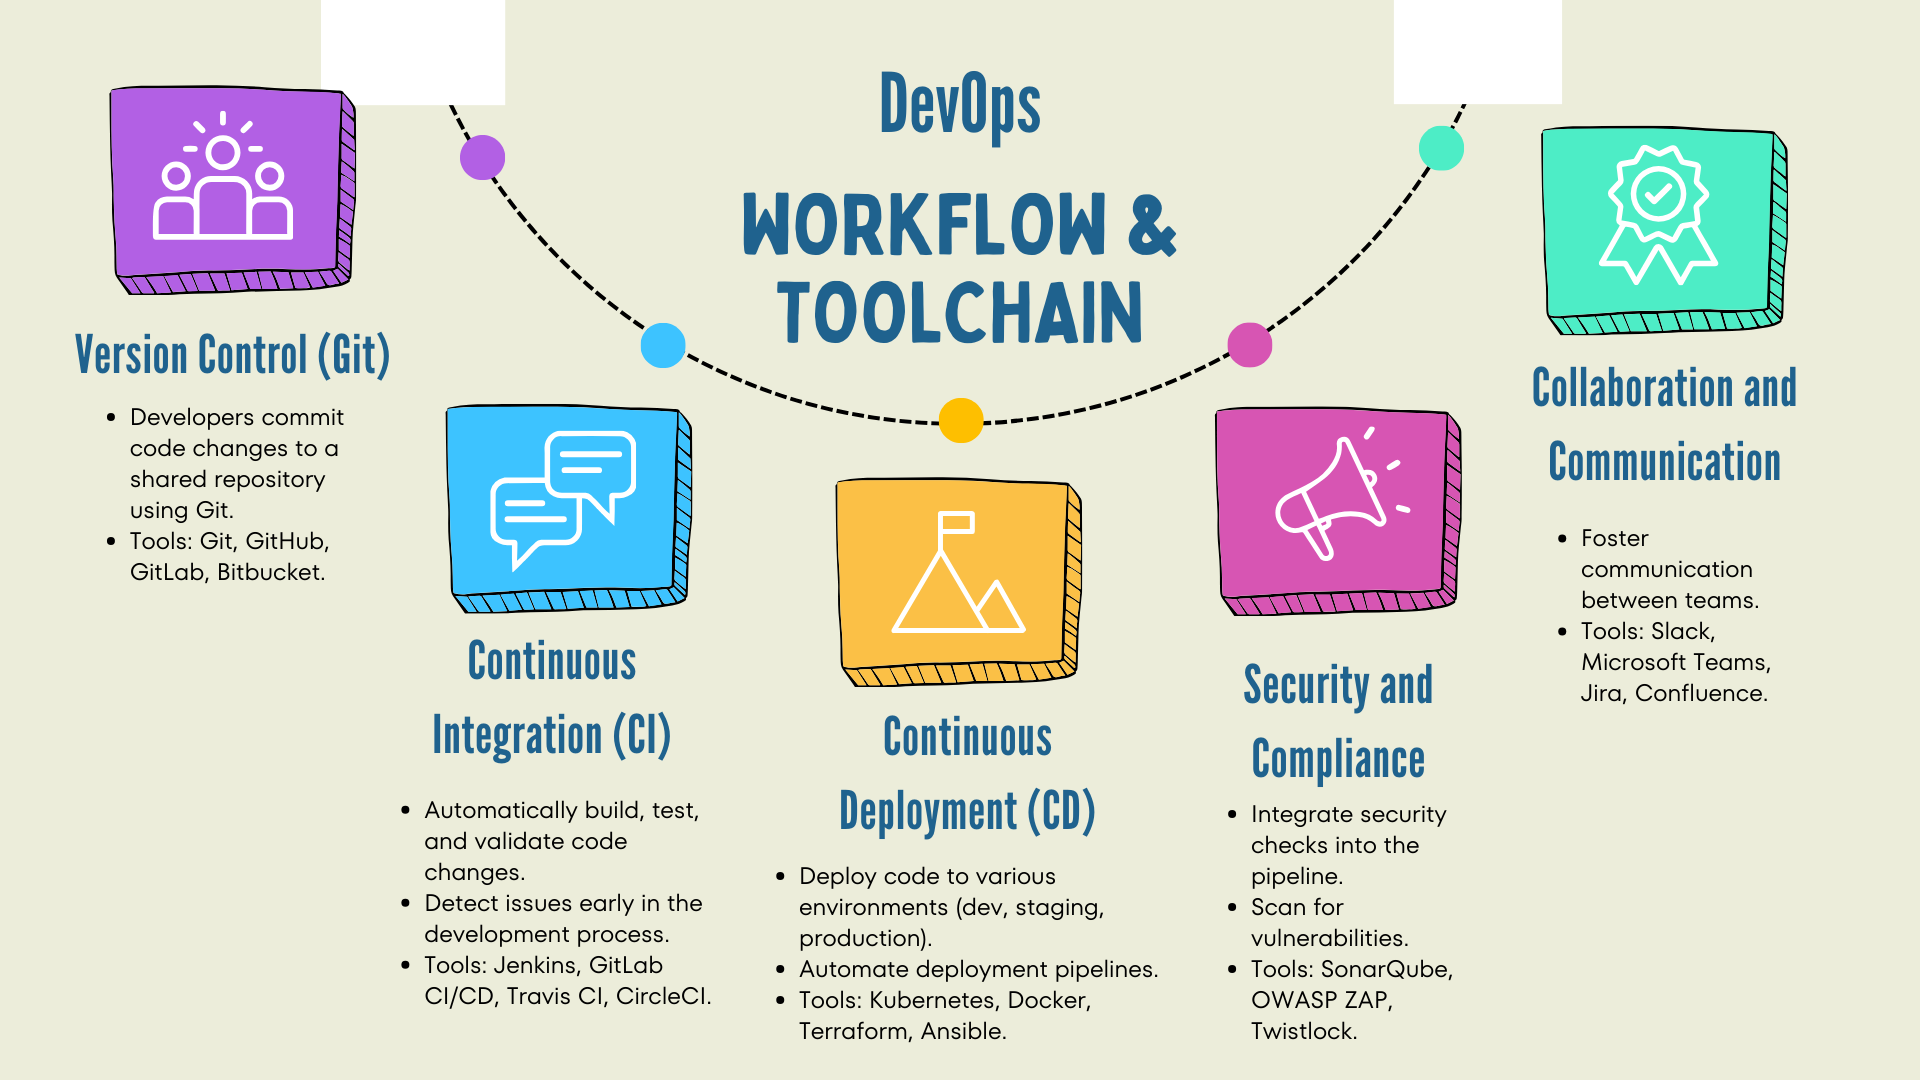 DevOps
WORKFLOW &
TOOLCHAIN
Version Control (Git)
• Developers commit
code changes to a
shared repository
using Git.
• Tools: Git, GitHub,
GitLab, Bitbucket.
Continuous
Integration (CI)
• Automatically build, test,
and validate code
changes.
• Detect issues early in the
development process.
• Tools: Jenkins, GitLab
CI/CD, Travis CI, CircleCI.
Continuous
Deployment (CD)
• Deploy code to various
environments (dev, staging,
production).
• Automate deployment pipelines.
• Tools: Kubernetes, Docker,
Terraform, Ansible.
Security and
Compliance
• Integrate security
checks into the
pipeline.
• Scan for
vulnerabilities.
• Tools: SonarQube,
OWASP ZAP,
Twistlock.
Collaboration and
Communication
• Foster
communication
between teams.
• Tools: Slack,
Microsoft Teams,
Jira, Confluence.